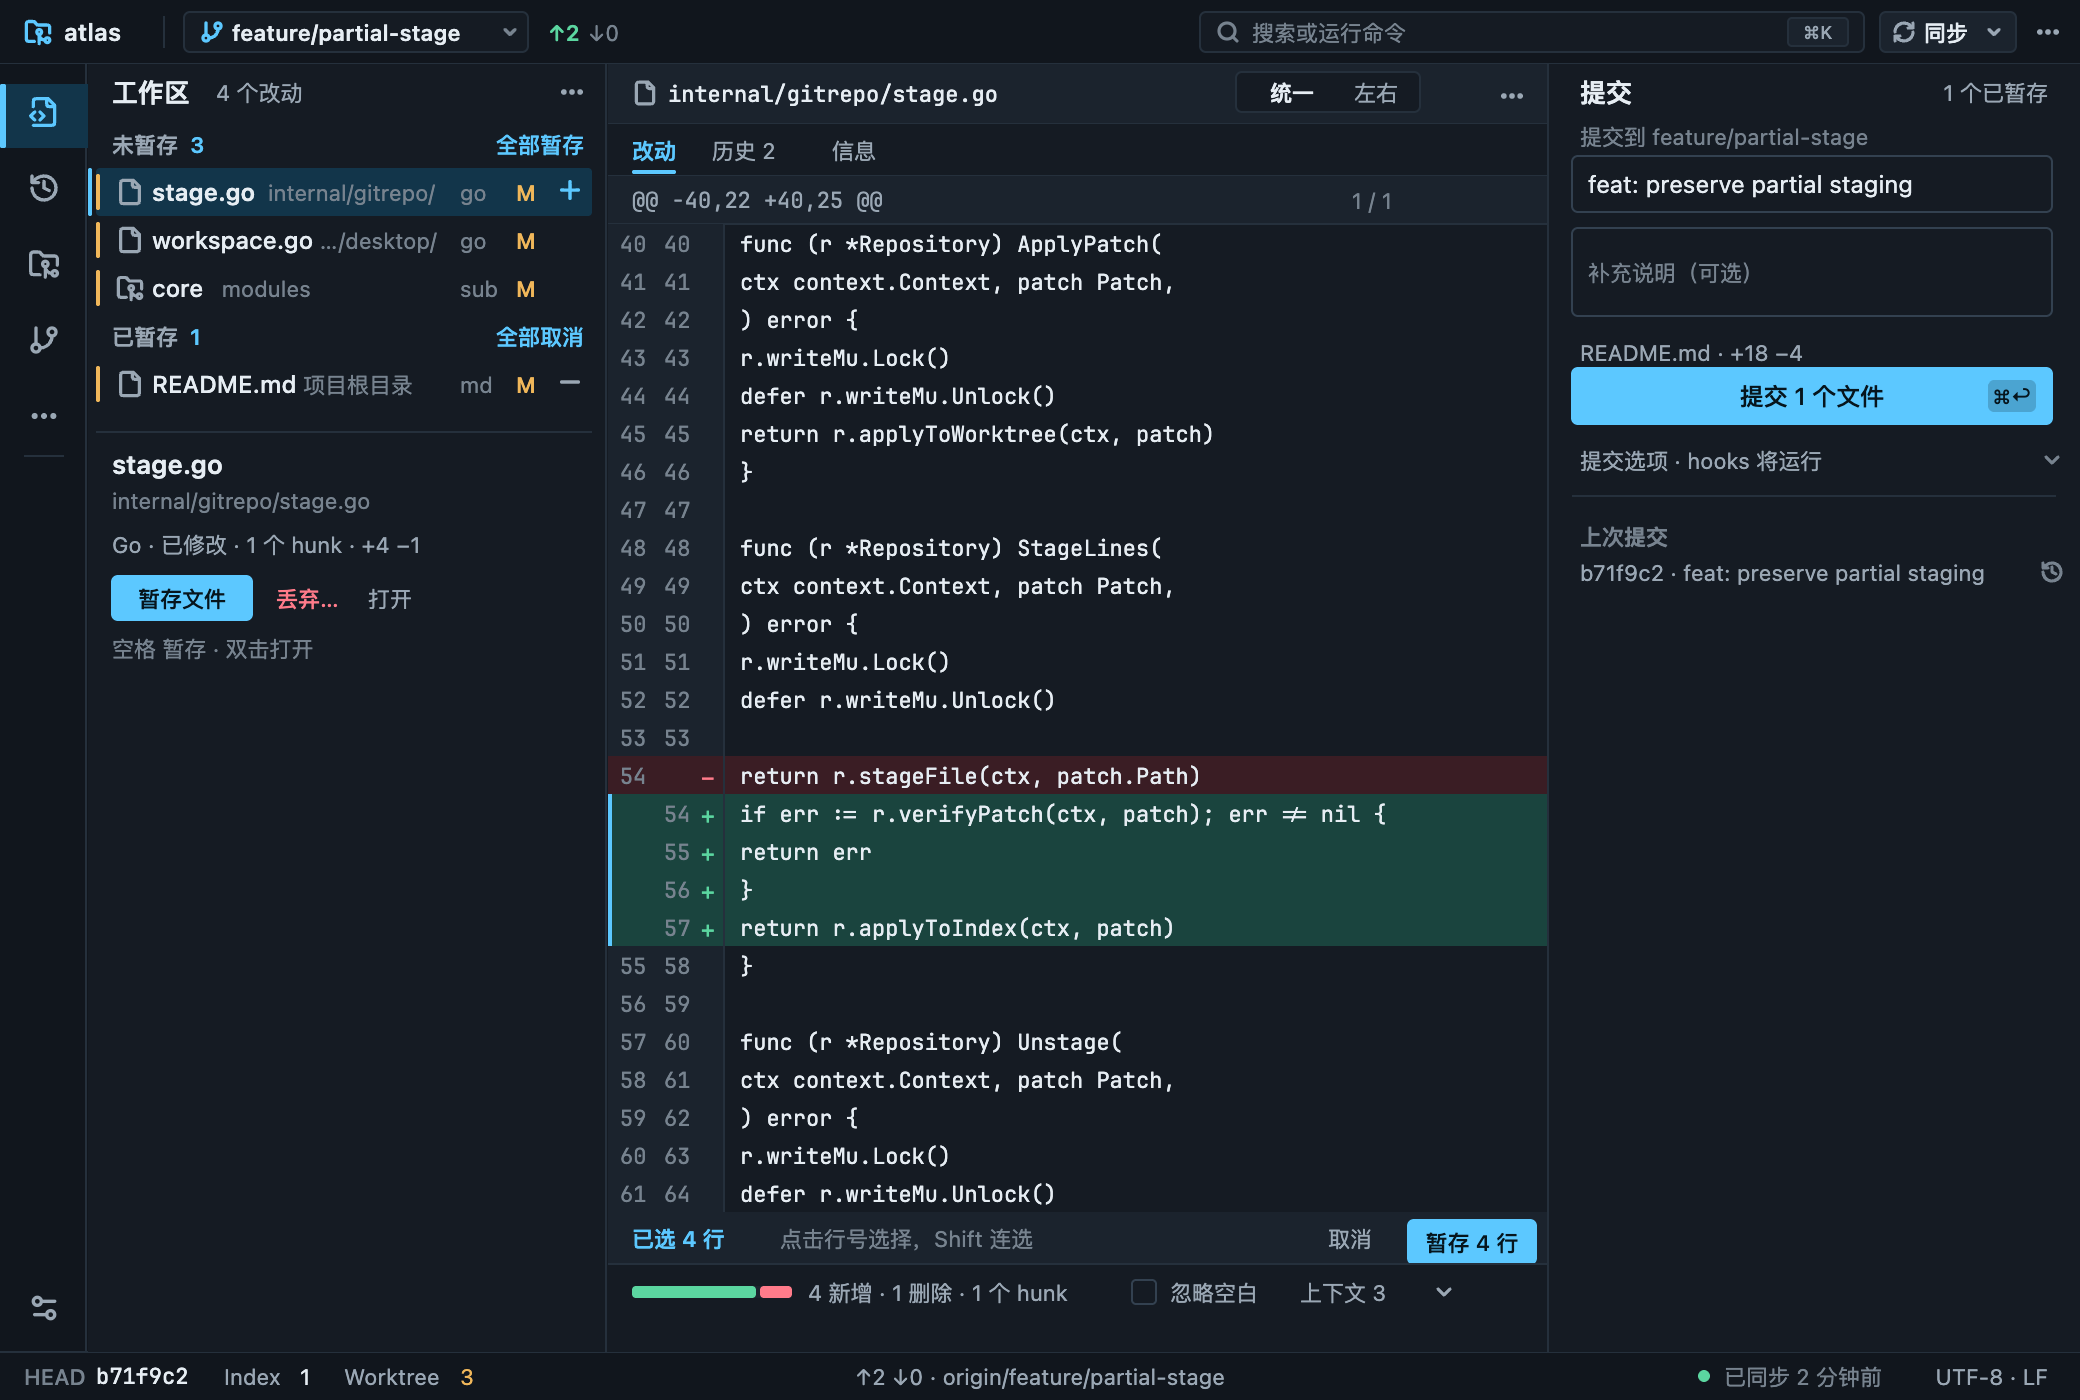 atlas feature/partial-stage ↑2 ↓0 搜索或运行命令 ⌘K 同步
工作区 4 个改动
未暂存 3 全部暂存
stage.go internal/gitrepo/ go M +
workspace.go .../desktop/ go M
core modules sub M
已暂存 1 全部取消
README.md 项目根目录 md M −
stage.go
internal/gitrepo/stage.go
Go · 已修改 · 1 个 hunk · +4 −1
暂存文件 丢弃... 打开
空格 暂存 · 双击打开
internal/gitrepo/stage.go 统一 左右
改动 历史 2 信息
@@ -40,22 +40,25 @@ 1 / 1
40 40 func (r *Repository) ApplyPatch(
41 41 ctx context.Context, patch Patch,
42 42 ) error {
43 43 r.writeMu.Lock()
44 44 defer r.writeMu.Unlock()
45 45 return r.applyToWorktree(ctx, patch)
46 46 }
47 47
48 48 func (r *Repository) StageLines(
49 49 ctx context.Context, patch Patch,
50 50 ) error {
51 51 r.writeMu.Lock()
52 52 defer r.writeMu.Unlock()
53 53
54 − return r.stageFile(ctx, patch.Path)
54 + if err := r.verifyPatch(ctx, patch); err != nil {
55 + return err
56 + }
57 + return r.applyToIndex(ctx, patch)
55 58 }
56 59
57 60 func (r *Repository) Unstage(
58 61 ctx context.Context, patch Patch,
59 62 ) error {
60 63 r.writeMu.Lock()
61 64 defer r.writeMu.Unlock()
已选 4 行 点击行号选择，Shift 连选 取消 暂存 4 行
4 新增 · 1 删除 · 1 个 hunk 忽略空白 上下文 3
提交 1 个已暂存
提交到 feature/partial-stage
feat: preserve partial staging
补充说明（可选）
README.md · +18 −4
提交 1 个文件 ⌘↩
提交选项 · hooks 将运行
上次提交
b71f9c2 · feat: preserve partial staging
HEAD b71f9c2 Index 1 Worktree 3 ↑2 ↓0 · origin/feature/partial-stage 已同步 2 分钟前 UTF-8 · LF